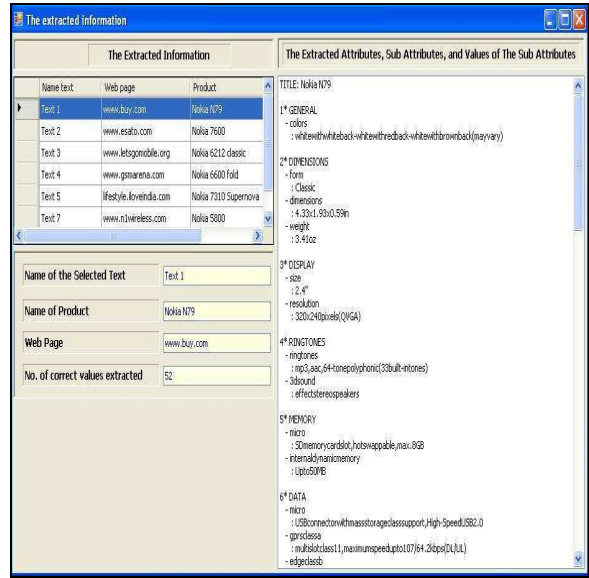 The extracted information
The Extracted Information
Name text Web page Product
Text 1 www.buy.com Nokia N79
Text 2 www.esato.com Nokia 7600
Text 3 www.letsgomobile.org Nokia 6212 classic
Text 4 www.gsmarena.com Nokia 6600 fold
Text 5 lifestyle.iloveindia.com Nokia 7310 Supernova
Text 7 www.n1wireless.com Nokia 5800
Name of the Selected Text Text 1
Name of Product Nokia N79
Web Page www.buy.com
No. of correct values extracted 52
The Extracted Attributes, Sub Attributes, and Values of The Sub Attributes
TITLE: Nokia N79
1* GENERAL
- colors
: whitewithwhiteback-whitewithredback-whitewithbrownback(mayvary)
2* DIMENSIONS
- form
: Classic
- dimensions
: 4.33x1.93x0.59in
- weight
: 3.41oz
3* DISPLAY
- size
: 2.4"
- resolution
: 320x240pixels(QVGA)
4* RINGTONES
- ringtones
: mp3,aac,64-tonepolyphonic(33built-intones)
- 3dsound
: effectstereospeakers
5* MEMORY
- micro
: SDmemorycardslot,hotswappable,max.8GB
- internaldynamicmemory
: Upto50MB
6* DATA
- micro
: USBconnectorwithmassstorageclasssupport,High-SpeedUSB2.0
- gprsclassa
: multislotclass11,maximumspeedupto107/64.2kbps(DL/UL)
- edgeclassb